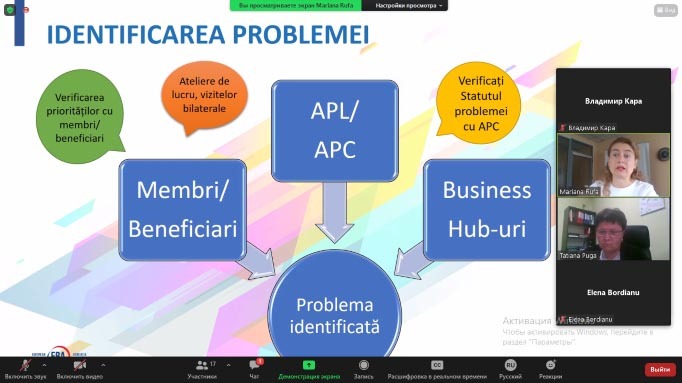 Вы просматриваете экран Mariana Rufa
Настройки просмотра
Вид
IDENTIFICAREA PROBLEMEI
Verificarea
priorităților cu
membri/
beneficiari
Ateliere de
lucru, vizitelor
bilaterale
APL/
APC
Verificați
Statutul
problemei
cu APC
Membri/
Beneficiari
Business
Hub-uri
Problema
identificată
Владимир Кара
Владимир Кара
Mariana Rufa
Tatiana Puga
Elena Bordianu
Elena Bordianu
Активация
Чтобы активировать Windows, перейдите в
раздел "Параметры".
EBA
Включить звук
Включить видео
17
Участники
Чат
Демонстрация экрана
Запись
Расшифровка в реальном времени
RU
Русский
Реакции
Выйти